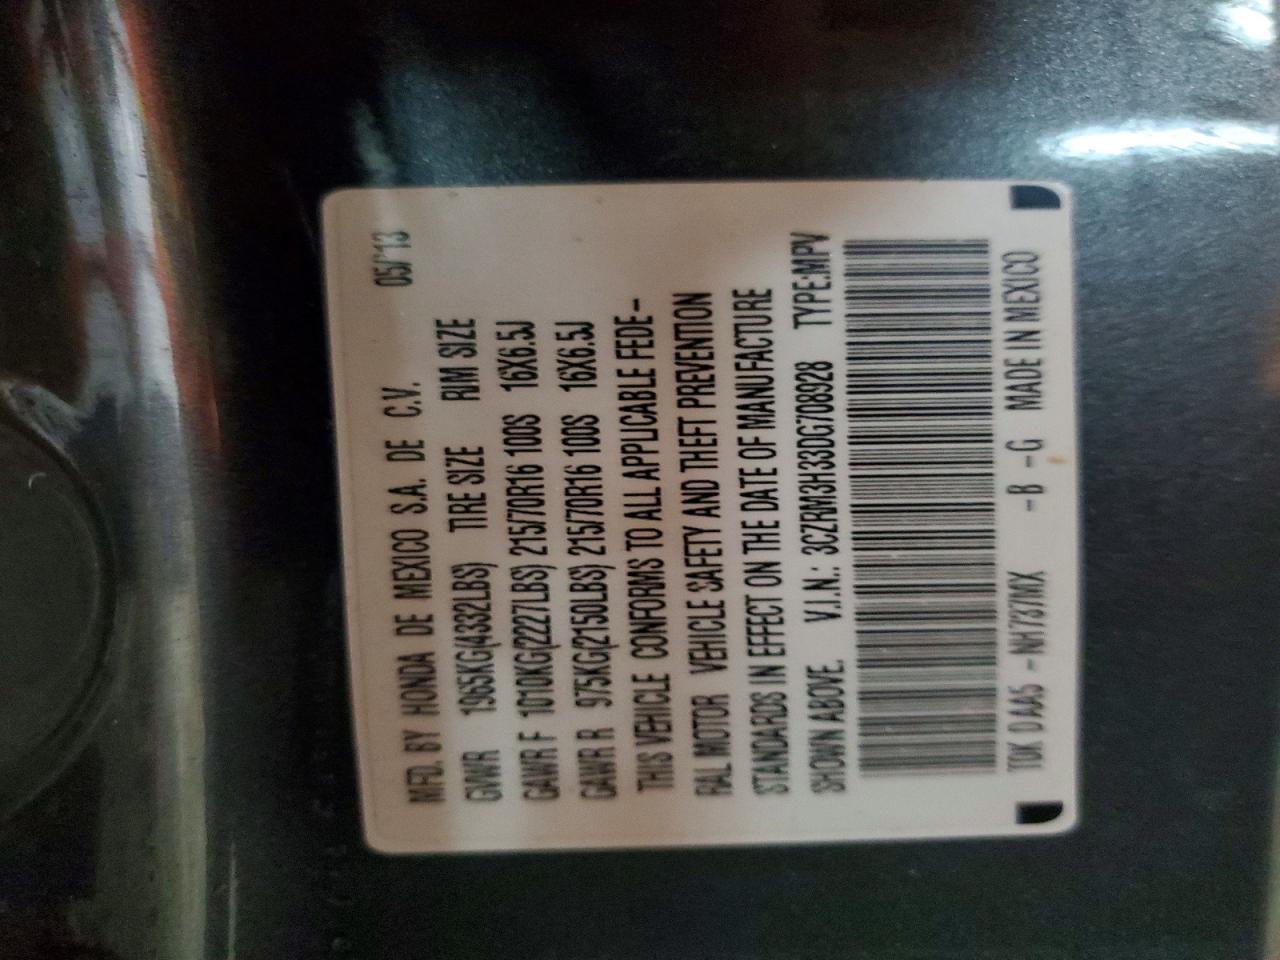 MFD. BY HONDA DE MEXICO S.A. DE C.V. 05/13
GVWR 1965KG(4332LBS) TIRE SIZE RIM SIZE
GAWR F 1010KG(2227LBS) 215/70R16 100S 16X6.5J
GAWR R 975KG(2150LBS) 215/70R16 100S 16X6.5J
THIS VEHICLE CONFORMS TO ALL APPLICABLE FEDE-
RAL MOTOR VEHICLE SAFETY AND THEFT PREVENTION
STANDARDS IN EFFECT ON THE DATE OF MANUFACTURE
SHOWN ABOVE. V.I.N.: 3CZRM3H33DG708928 TYPE:MPV
T0K D AA5 -NH737MX -B -G MADE IN MEXICO